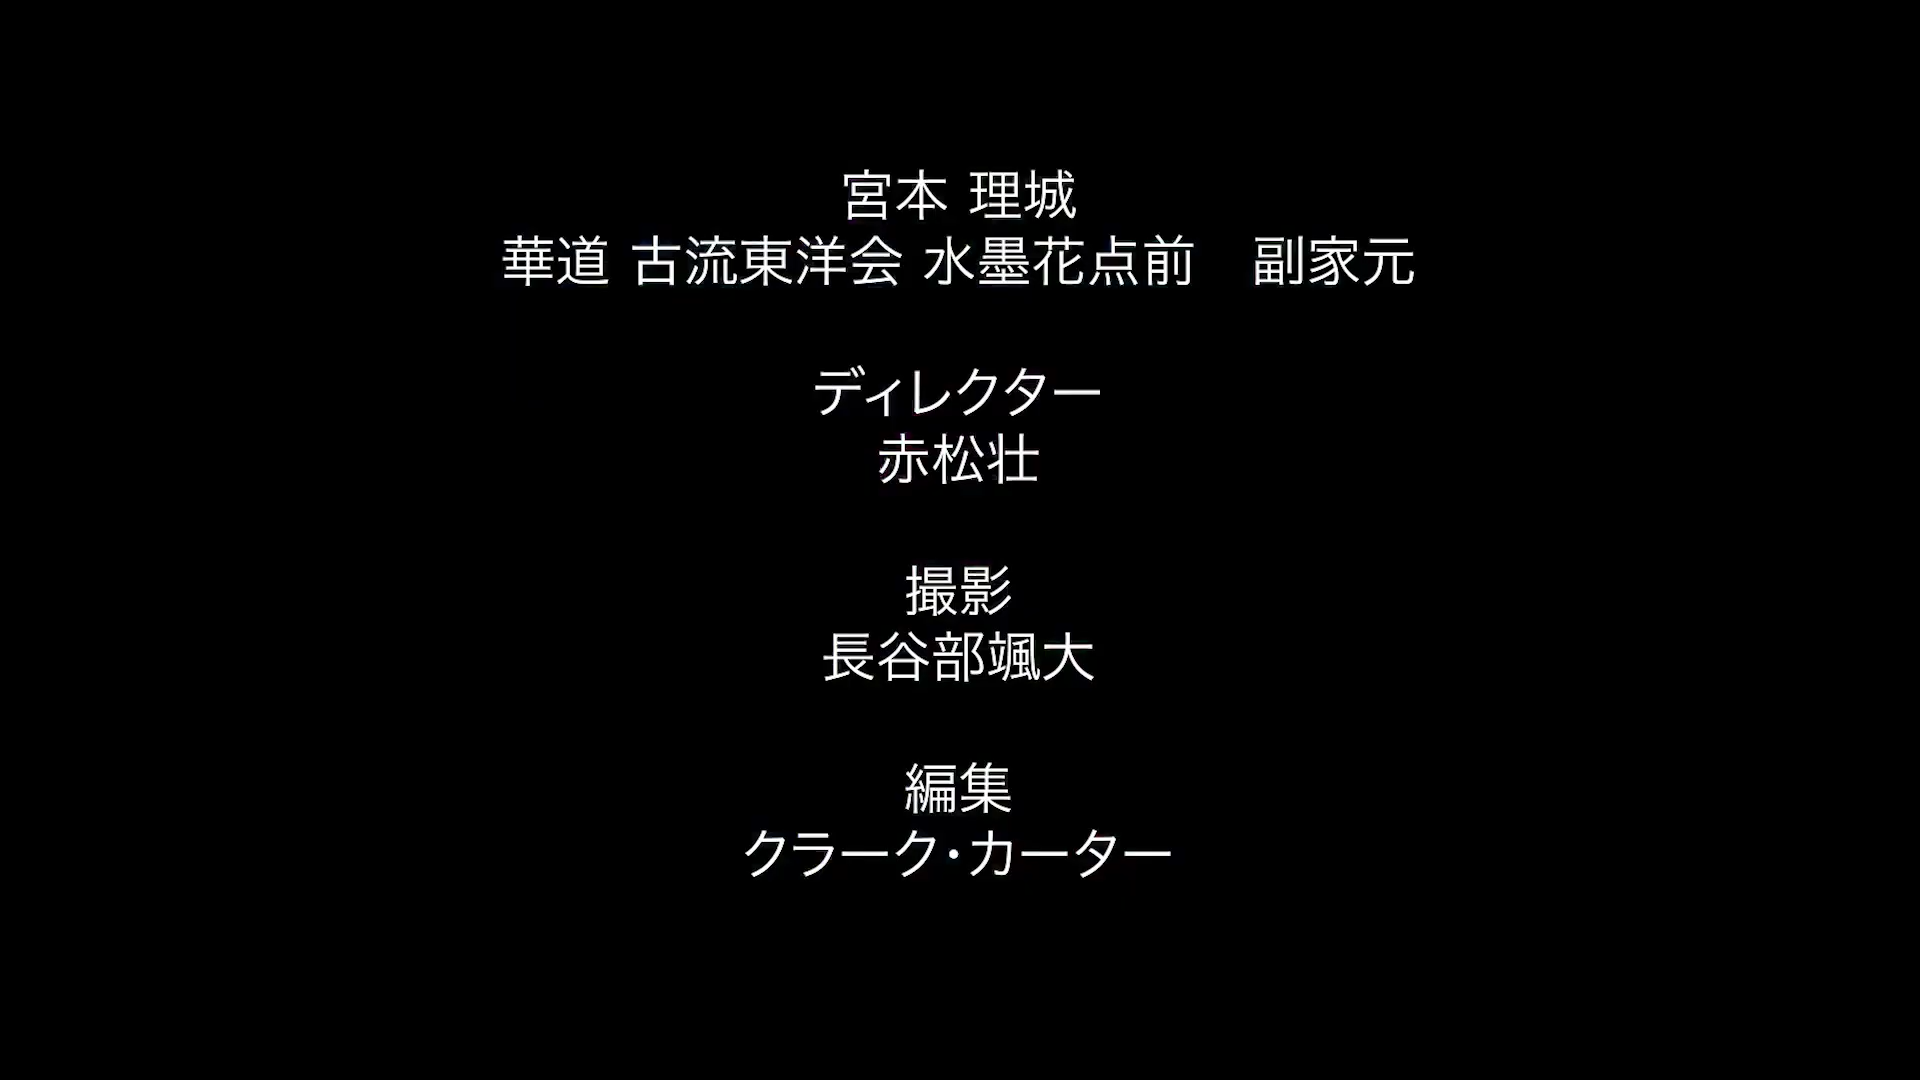 宮本 理城
華道 古流東洋会 水墨花点前　副家元
ディレクター
赤松壮
撮影
長谷部颯大
編集
クラーク・カーター